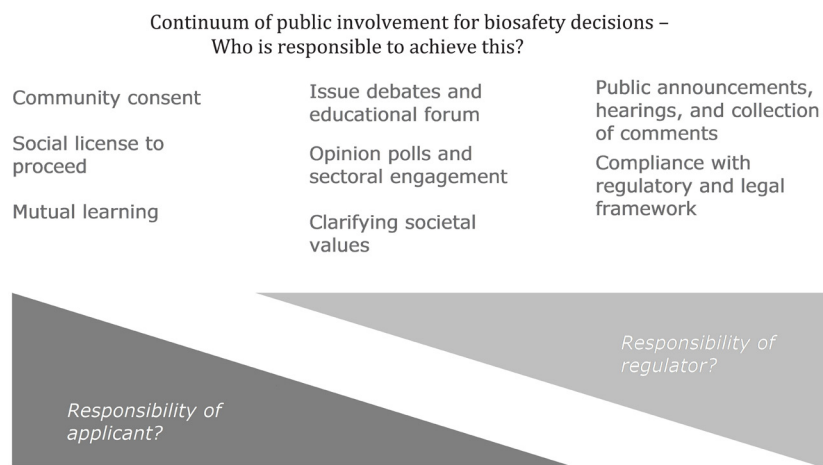 Continuum of public involvement for biosafety decisions –
Who is responsible to achieve this?
Community consent
Social license to
proceed
Mutual learning
Issue debates and
educational forum
Opinion polls and
sectoral engagement
Clarifying societal
values
Public announcements,
hearings, and collection
of comments
Compliance with
regulatory and legal
framework
Responsibility of
applicant?
Responsibility of
regulator?